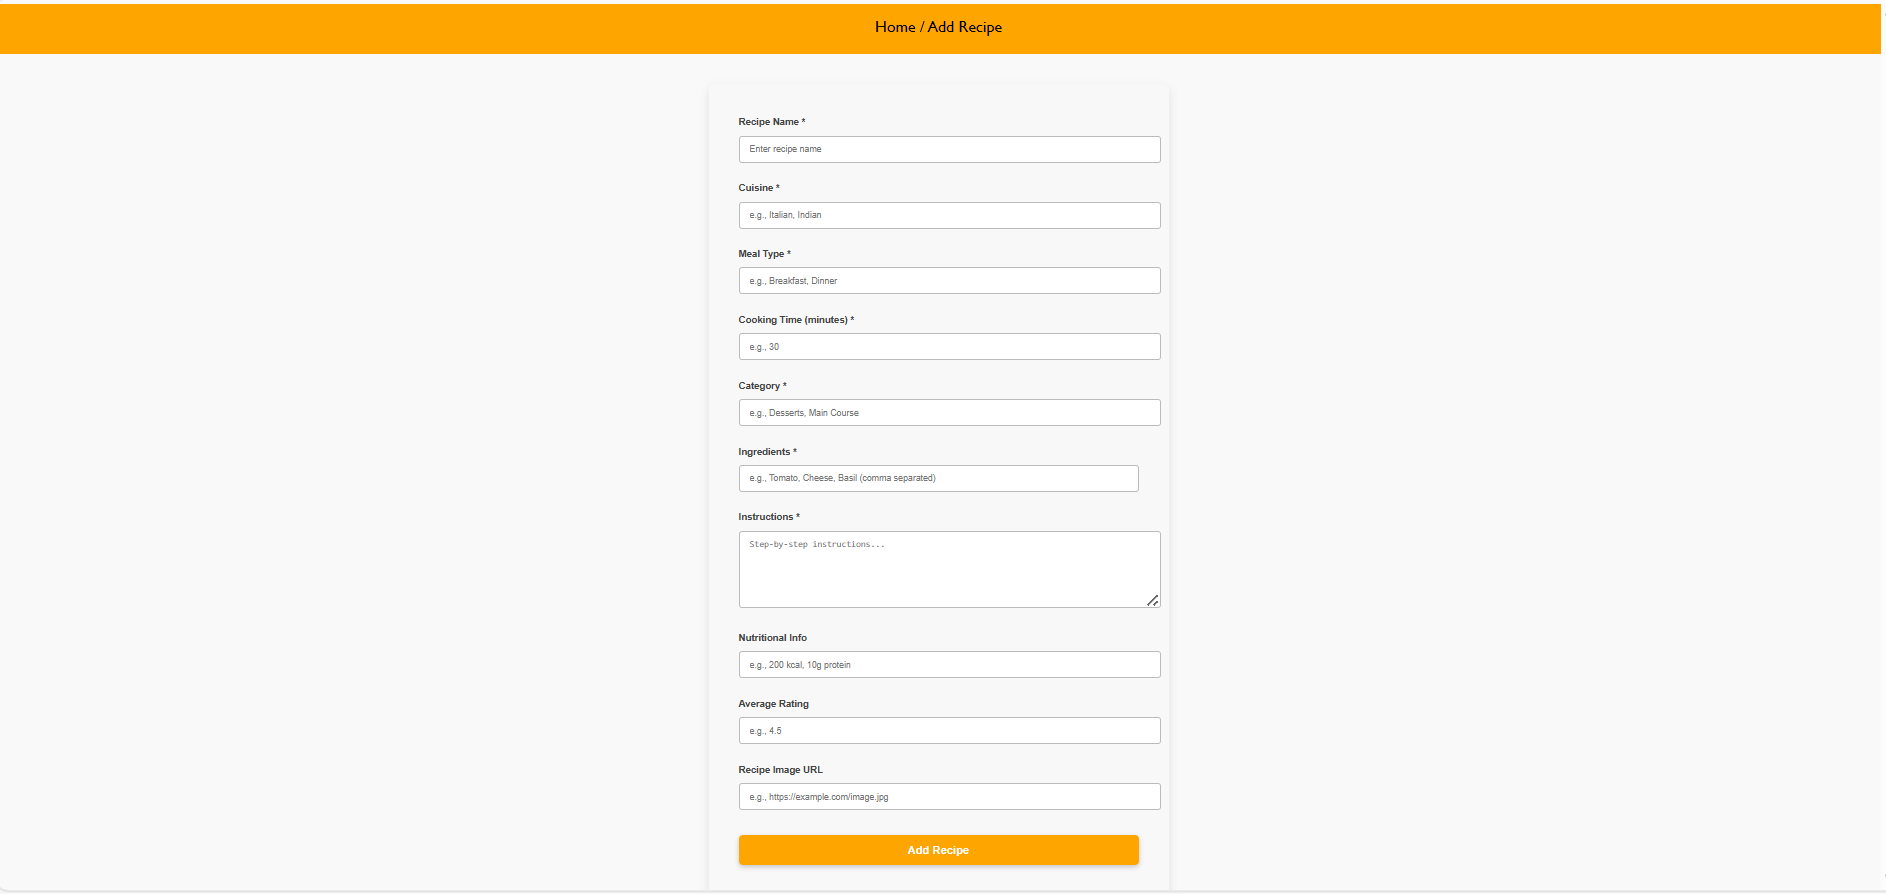 Home / Add Recipe
Recipe Name *
Enter recipe name
Cuisine *
e.g., Italian, Indian
Meal Type *
e.g., Breakfast, Dinner
Cooking Time (minutes) *
e.g., 30
Category *
e.g., Desserts, Main Course
Ingredients *
e.g., Tomato, Cheese, Basil (comma separated)
Instructions *
Step-by-step instructions...
Nutritional Info
e.g., 200 kcal, 10g protein
Average Rating
e.g., 4.5
Recipe Image URL
e.g., https://example.com/image.jpg
Add Recipe